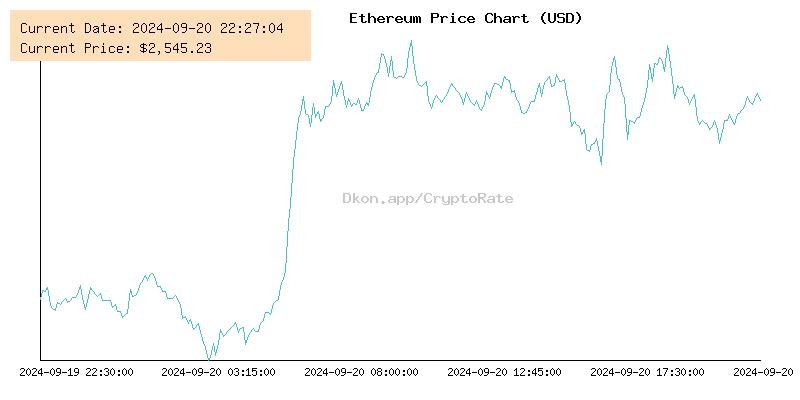 Ethereum Price Chart (USD)
Current Date: 2024-09-20 22:27:04
Current Price: $2,545.23
Dkon.app/CryptoRate
2024-09-19 22:30:00 2024-09-20 03:15:00 2024-09-20 08:00:00 2024-09-20 12:45:00 2024-09-20 17:30:00 2024-09-20